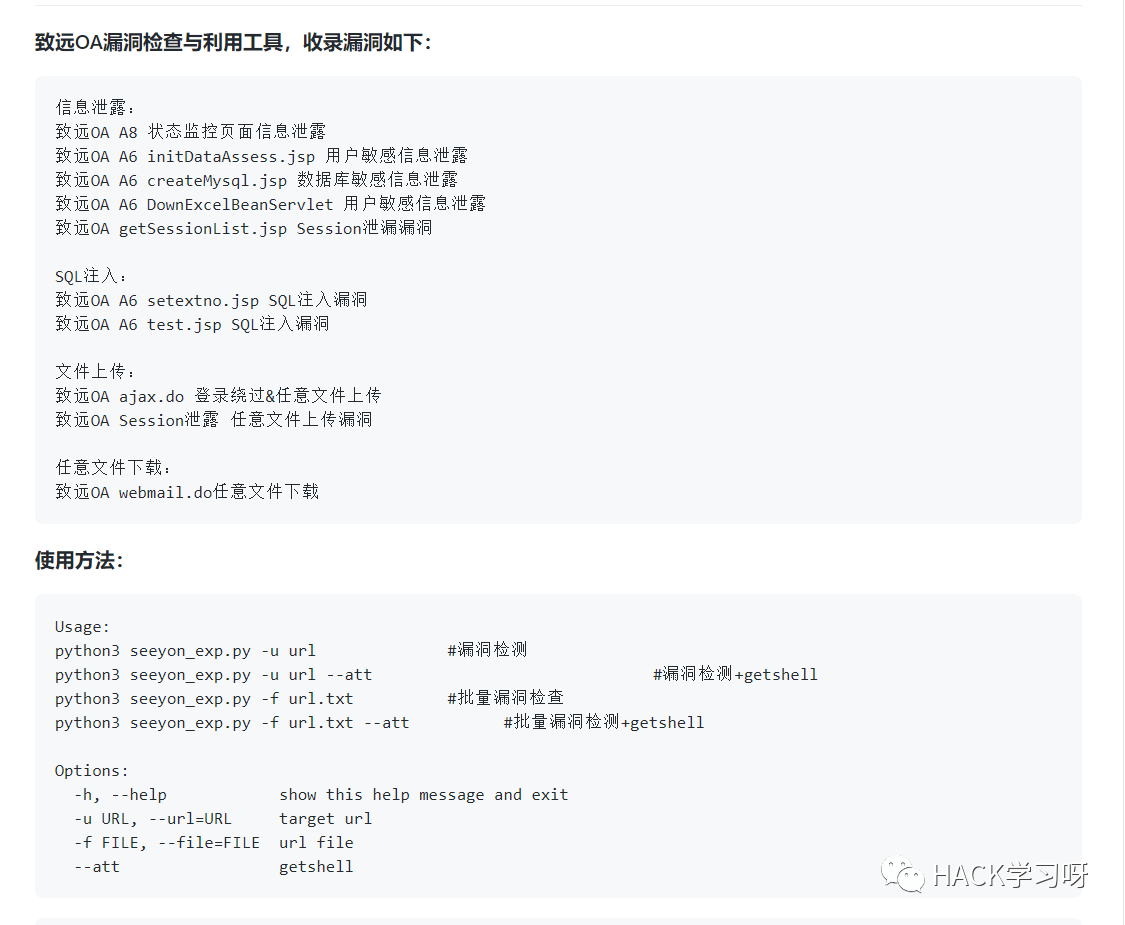 致远OA漏洞检查与利用工具，收录漏洞如下：
信息泄露：
致远OA A8 状态监控页面信息泄露
致远OA A6 initDataAssess.jsp 用户敏感信息泄露
致远OA A6 createMysql.jsp 数据库敏感信息泄露
致远OA A6 DownExcelBeanServlet 用户敏感信息泄露
致远OA getSessionList.jsp Session泄漏漏洞
SQL注入：
致远OA A6 setextno.jsp SQL注入漏洞
致远OA A6 test.jsp SQL注入漏洞
文件上传：
致远OA ajax.do 登录绕过&任意文件上传
致远OA Session泄露 任意文件上传漏洞
任意文件下载：
致远OA webmail.do任意文件下载
使用方法：
Usage:
python3 seeyon_exp.py -u url #漏洞检测
python3 seeyon_exp.py -u url --att #漏洞检测+getshell
python3 seeyon_exp.py -f url.txt #批量漏洞检查
python3 seeyon_exp.py -f url.txt --att #批量漏洞检测+getshell
Options:
-h, --help show this help message and exit
-u URL, --url=URL target url
-f FILE, --file=FILE url file
--att getshell
HACK学习呀